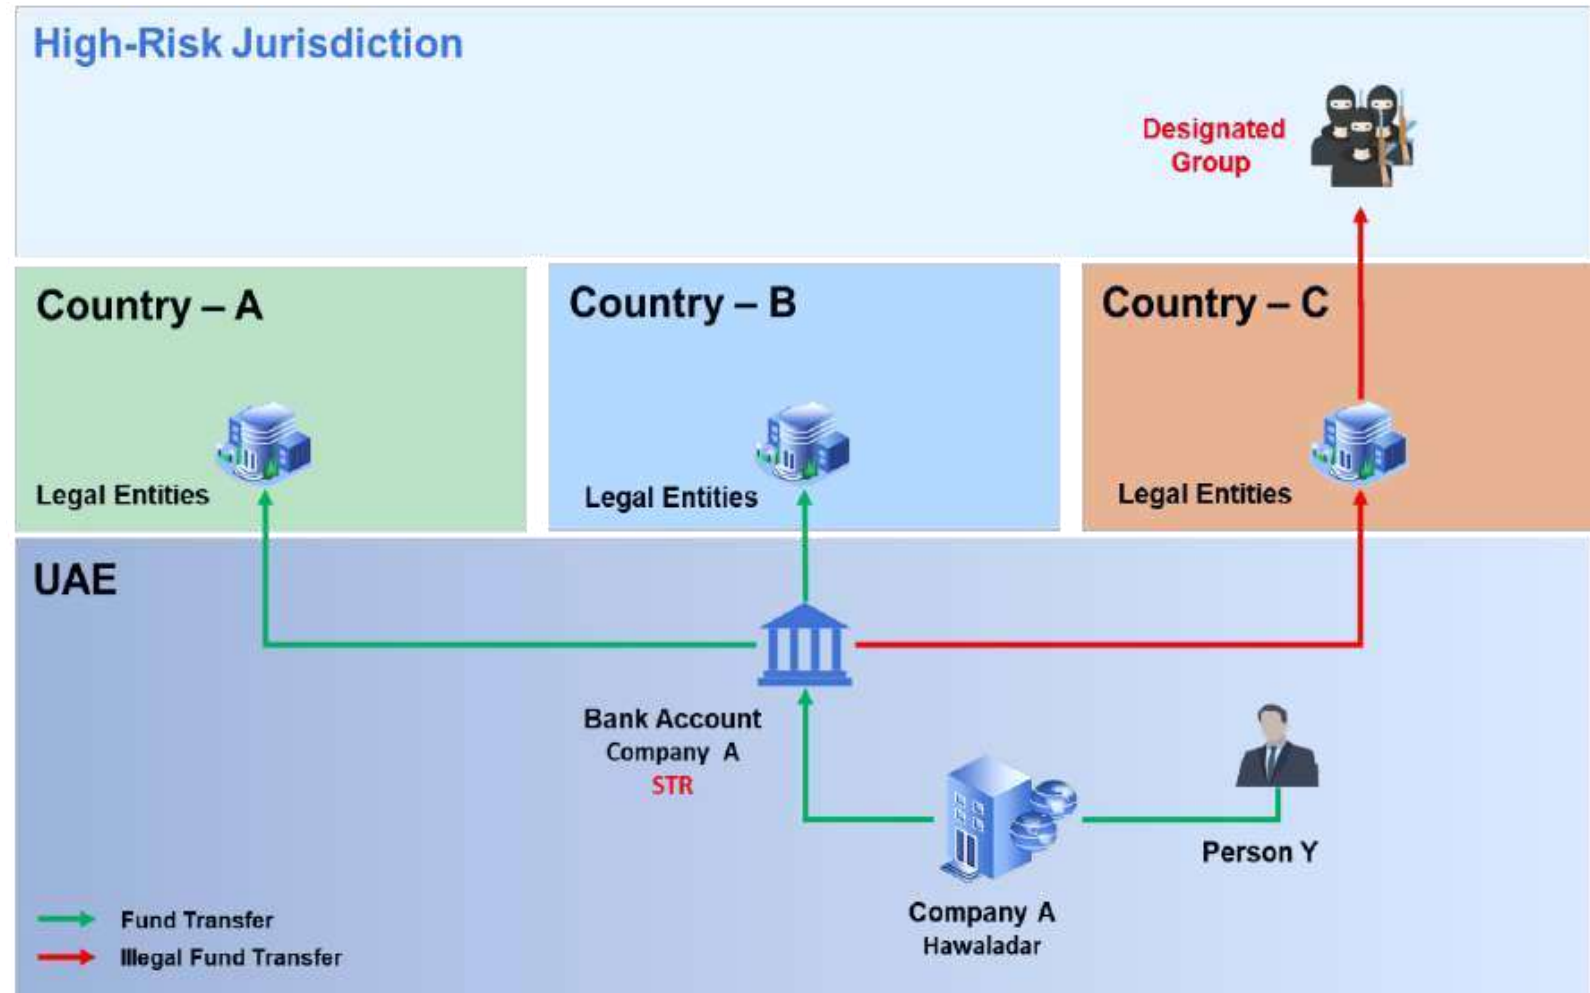 High-Risk Jurisdiction
Designated
Group
Country – A
Country – B
Country – C
Legal Entities
Legal Entities
Legal Entities
UAE
Bank Account
Company A
STR
Person Y
Company A
Hawaladar
Fund Transfer
Illegal Fund Transfer